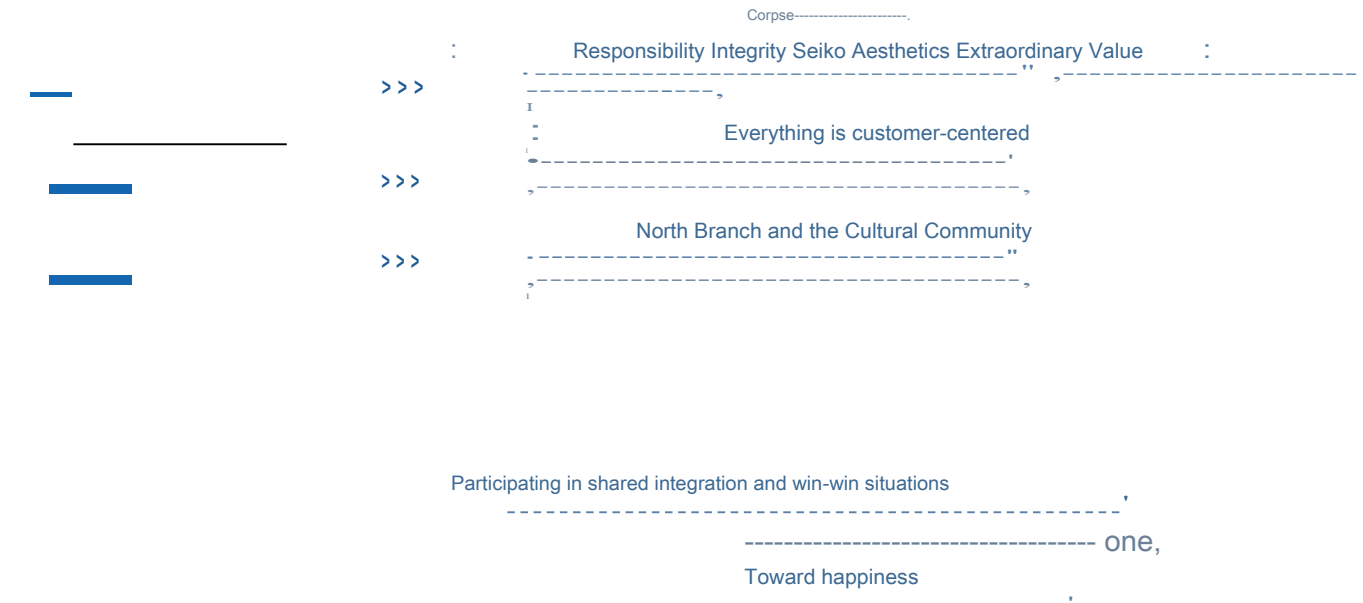 Corpse-----------------------.
: Responsibility Integrity Seiko Aesthetics Extraordinary Value :
>>>
Everything is customer-centered
>>>
North Branch and the Cultural Community
>>>
Participating in shared integration and win-win situations
------------------------------------ one,
Toward happiness